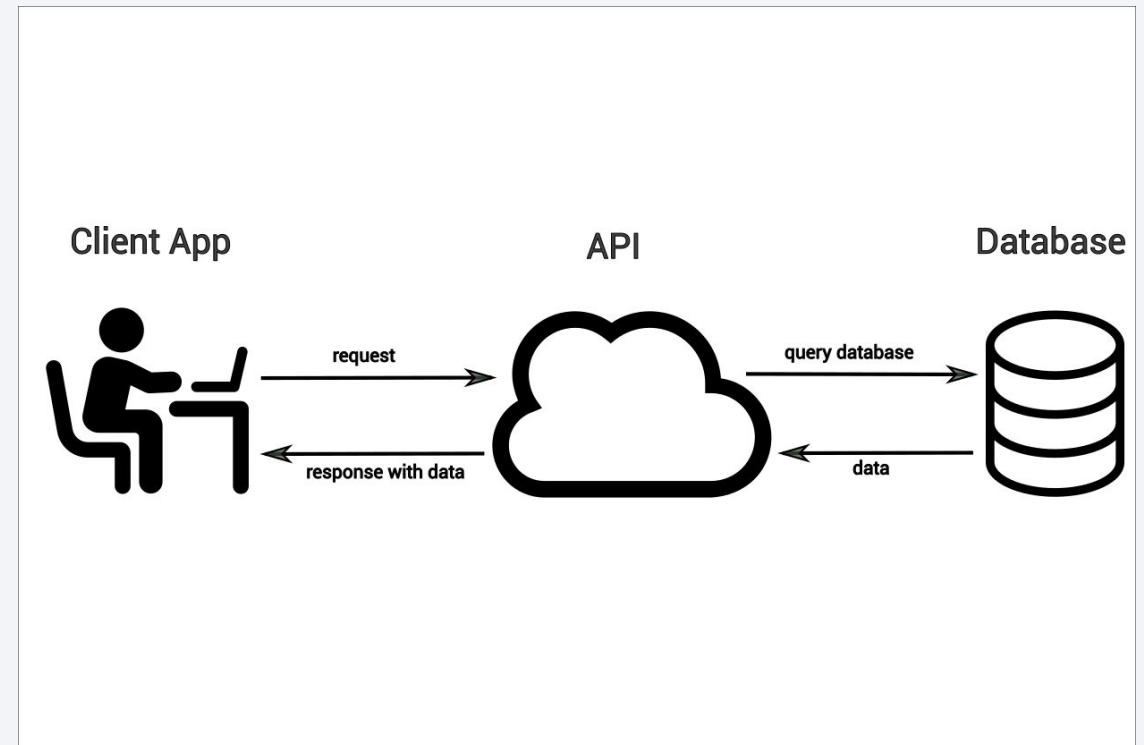 Client App
API
Database
request
query database
response with data
data